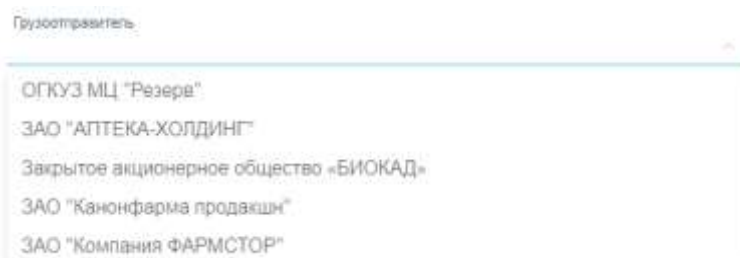 Грузоотправитель
ОГКУЗ МЦ "Резерв"
ЗАО "АПТЕКА-ХОЛДИНГ"
Закрытое акционерное общество «БИОКАД»
ЗАО "Канонфарма продакшн"
ЗАО "Компания ФАРМСТОР"